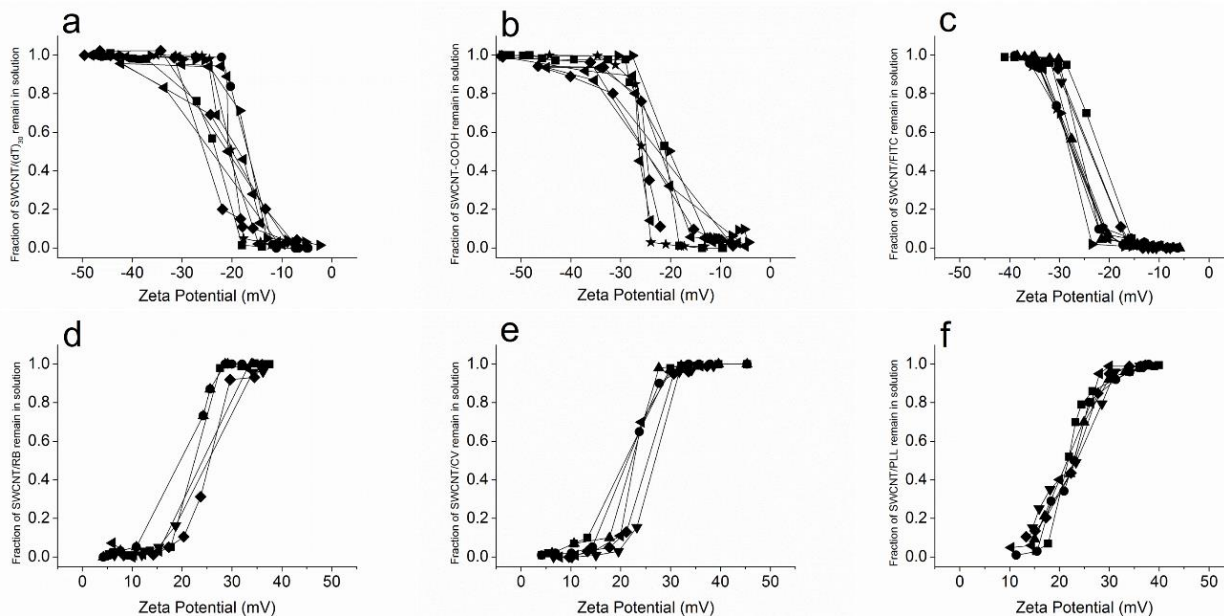 a
b
c
Fraction of SWCNT/(dT)30 remain in solution
1.0
0.8
0.6
0.4
0.2
0.0
-50 -40 -30 -20 -10 0
Zeta Potential (mV)
Fraction of SWCNT-COOH remain in solution
1.0
0.8
0.6
0.4
0.2
0.0
-50 -40 -30 -20 -10 0
Zeta Potential (mV)
Fraction of SWCNT/FITC remain in solution
1.0
0.8
0.6
0.4
0.2
0.0
-50 -40 -30 -20 -10 0
Zeta Potential (mV)
d
e
f
Fraction of SWCNT/RB remain in solution
1.0
0.8
0.6
0.4
0.2
0.0
0 10 20 30 40 50
Zeta Potential (mV)
Fraction of SWCNT/CV remain in solution
1.0
0.8
0.6
0.4
0.2
0.0
0 10 20 30 40 50
Zeta Potential (mV)
Fraction of SWCNT/PLL remain in solution
1.0
0.8
0.6
0.4
0.2
0.0
0 10 20 30 40 50
Zeta Potential (mV)